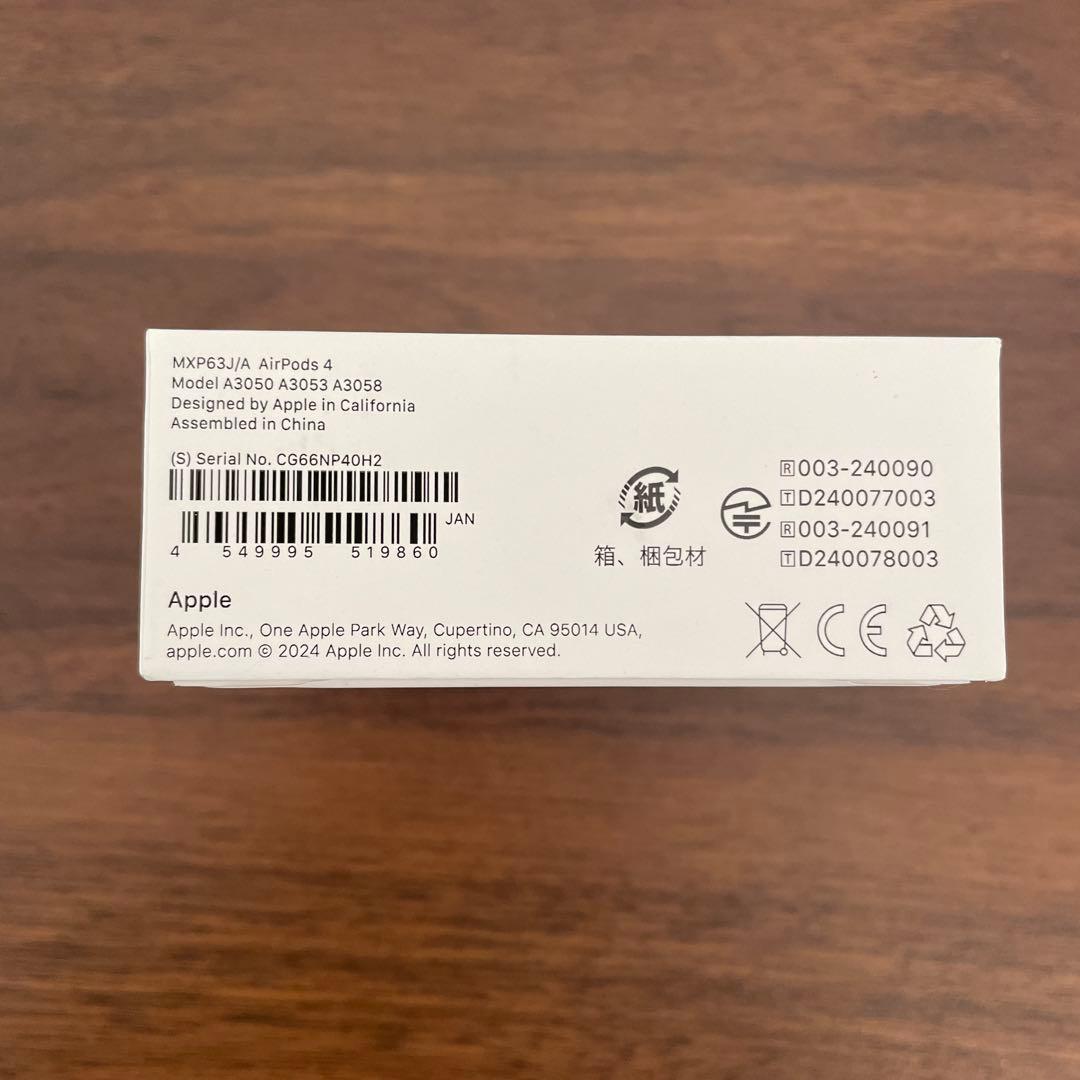 MXP63J/A AirPods 4
Model A3050 A3053 A3058
Designed by Apple in California
Assembled in China
(S) Serial No. CG66NP40H2
JAN
4 549995 519860
紙
箱、梱包材
R 003-240090
T D240077003
R 003-240091
T D240078003
Apple
Apple Inc., One Apple Park Way, Cupertino, CA 95014 USA,
apple.com © 2024 Apple Inc. All rights reserved.
CE